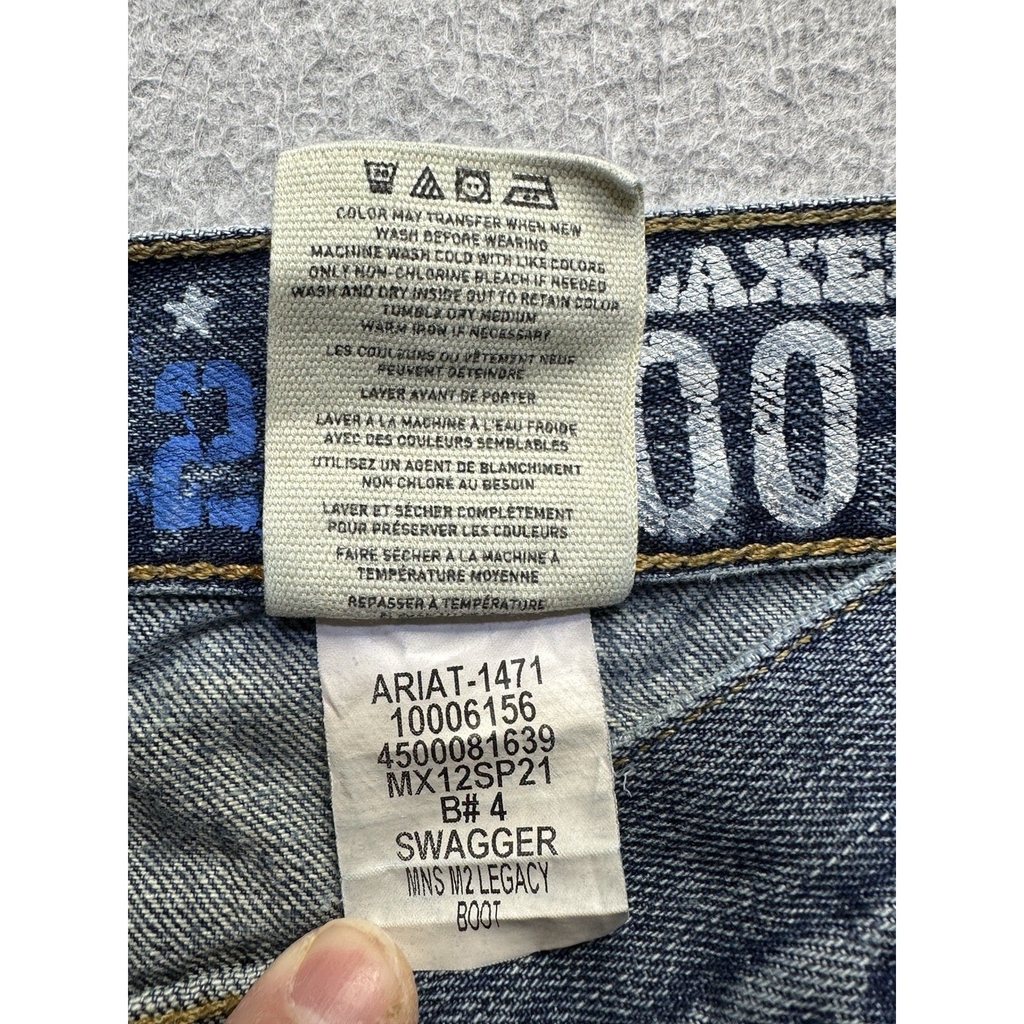 30
COLOR MAY TRANSFER WHEN NEW
WASH BEFORE WEARING
MACHINE WASH COLD WITH LIKE COLORS
ONLY NON-CHLORINE BLEACH IF NEEDED
WASH AND DRY INSIDE OUT TO RETAIN COLOR
TUMBLE DRY MEDIUM
WARM IRON IF NECESSARY
LES COULEURS DU VÊTEMENT NEUF
PEUVENT DÉTEINDRE
LAVER AVANT DE PORTER
LAVER À LA MACHINE À L'EAU FROIDE
AVEC DES COULEURS SEMBLABLES
UTILISEZ UN AGENT DE BLANCHIMENT
NON CHLORÉ AU BESOIN
LAVER ET SÉCHER COMPLÈTEMENT
POUR PRÉSERVER LES COULEURS
FAIRE SÉCHER À LA MACHINE À
TEMPÉRATURE MOYENNE
REPASSER À TEMPÉRATURE
2
LAXE
OOT
ARIAT-1471
10006156
4500081639
MX12SP21
B# 4
SWAGGER
MNS M2 LEGACY
BOOT